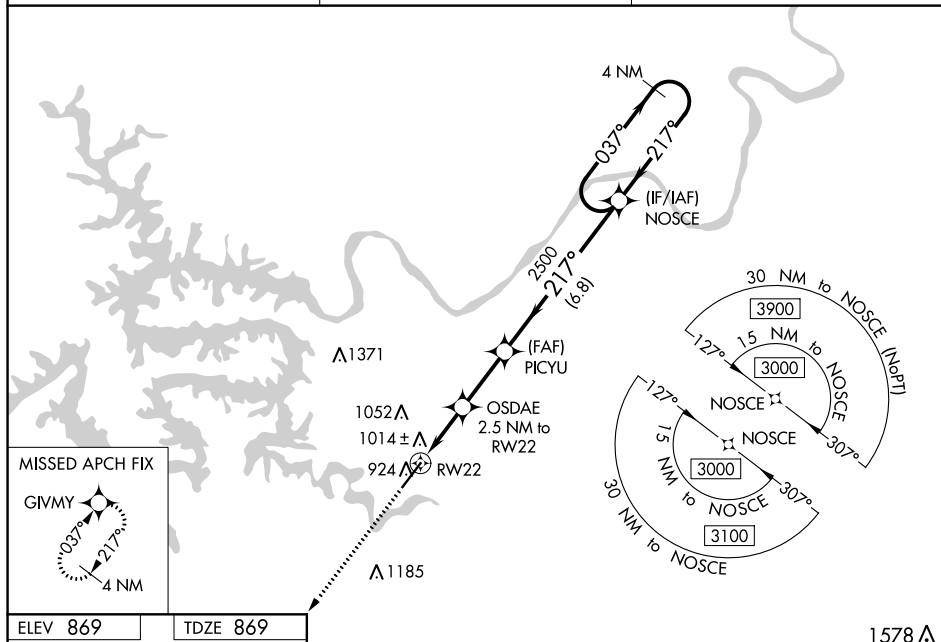 4 NM
037°
217°
(IF/IAF)
NOSCE
2500
217°
(6.8)
(FAF)
PICYU
1371
1052
OSDAE
2.5 NM to
RW22
1014 ±
924
RW22
1185
30 NM to NOSCE (NoPT)
3900
127°
15 NM to NOSCE
3000
NOSCE
307°
127°
NOSCE
15 NM to NOSCE
3000
307°
30 NM to NOSCE
3100
MISSED APCH FIX
GIVMY
037°
217°
4 NM
ELEV 869
TDZE 869
1578